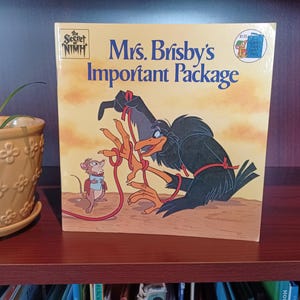 the
Secret
of
NIMH
Mrs. Brisby's
Important Package